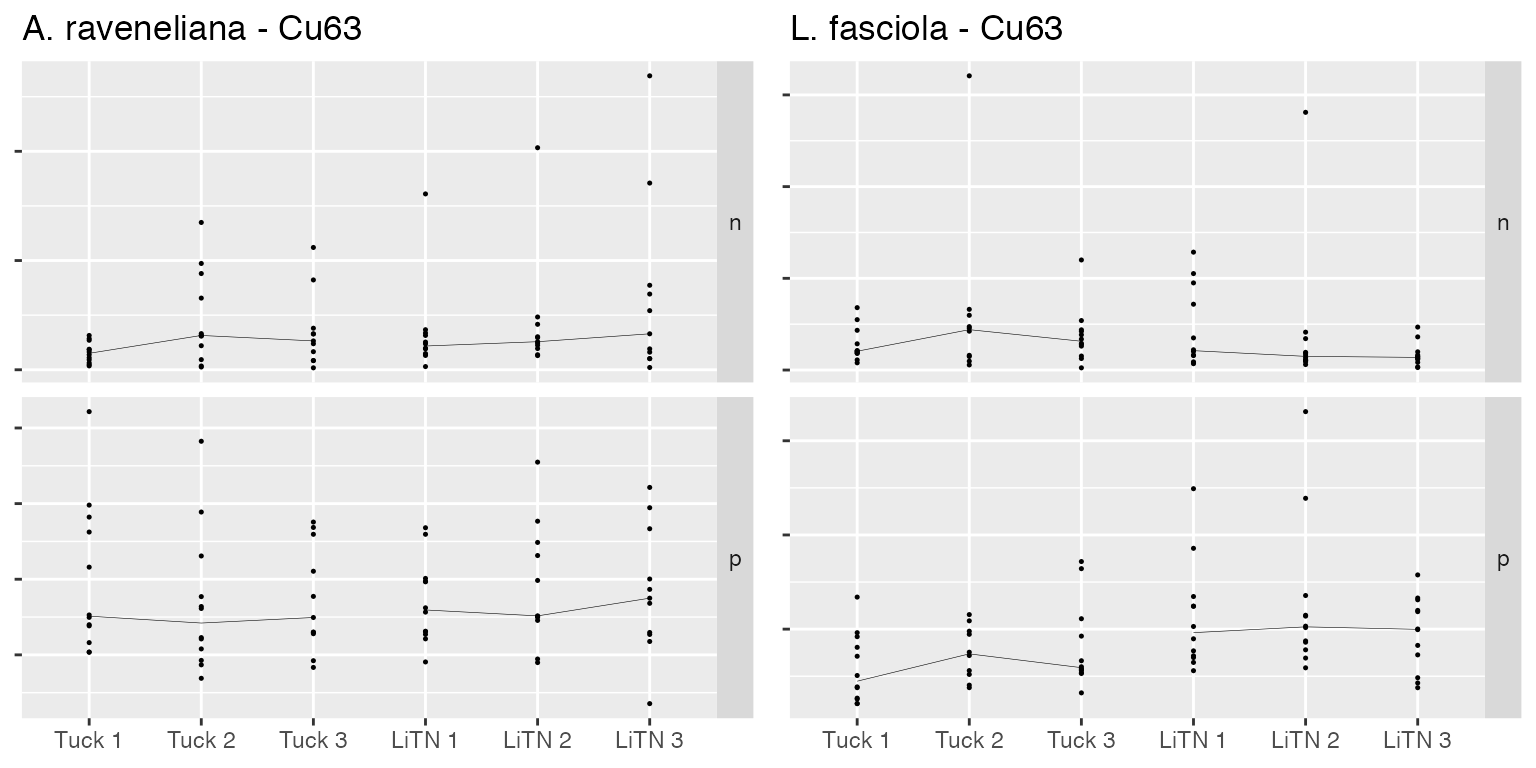 A. raveneliana - Cu63
n
p
Tuck 1 Tuck 2 Tuck 3 LiTN 1 LiTN 2 LiTN 3
L. fasciola - Cu63
n
p
Tuck 1 Tuck 2 Tuck 3 LiTN 1 LiTN 2 LiTN 3